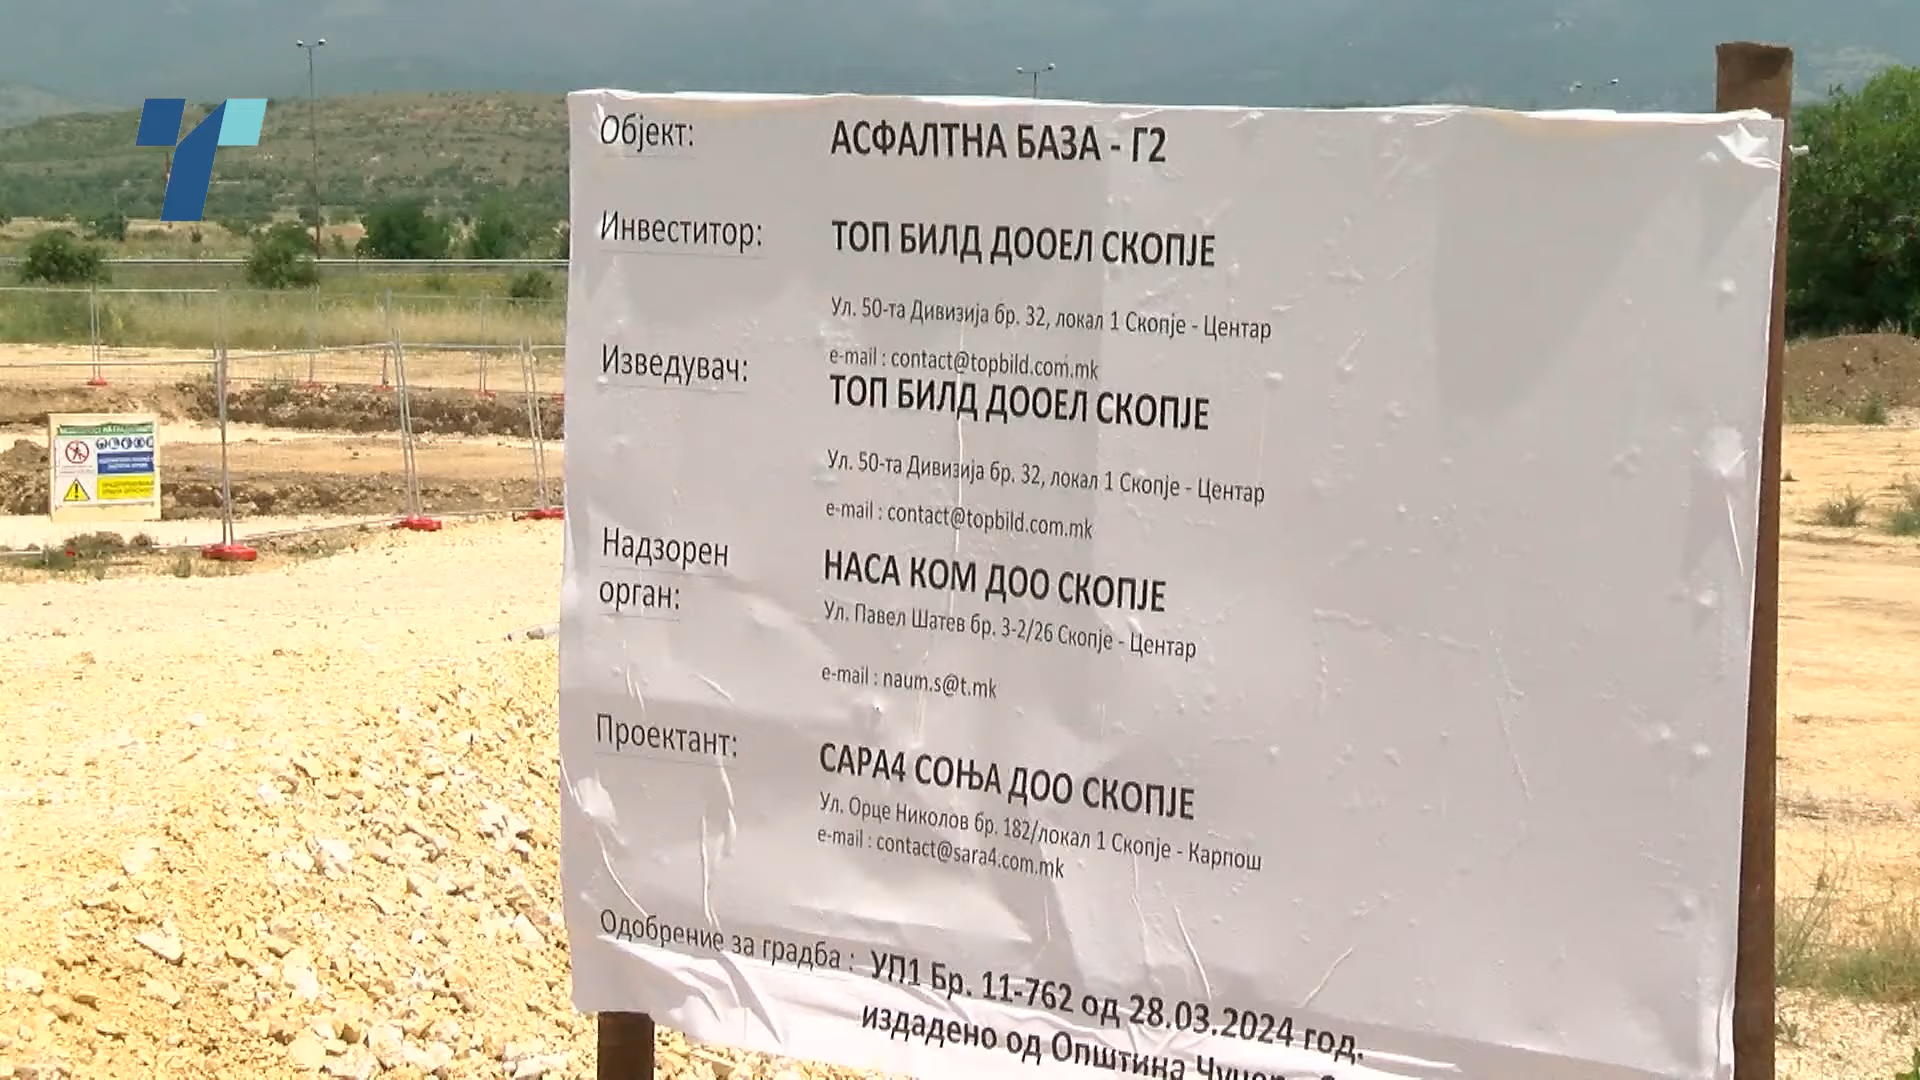 Објект: АСФАЛТНА БАЗА - Г2
Инвеститор: ТОП БИЛД ДООЕЛ СКОПЈЕ
Ул. 50-та Дивизија бр. 32, локал 1 Скопје - Центар
e-mail : contact@topbild.com.mk
Изведувач: ТОП БИЛД ДООЕЛ СКОПЈЕ
Ул. 50-та Дивизија бр. 32, локал 1 Скопје - Центар
e-mail : contact@topbild.com.mk
Надзорен орган: НАСА КОМ ДОО СКОПЈЕ
Ул. Павел Шатев бр. 3-2/26 Скопје - Центар
e-mail : naum.s@t.mk
Проектант: САРА4 СОЊА ДОО СКОПЈЕ
Ул. Орце Николов бр. 182/локал 1 Скопје - Карпош
e-mail : contact@sara4.com.mk
Одобрение за градба : УП1 Бр. 11-762 од 28.03.2024 год.
издадено од Општина